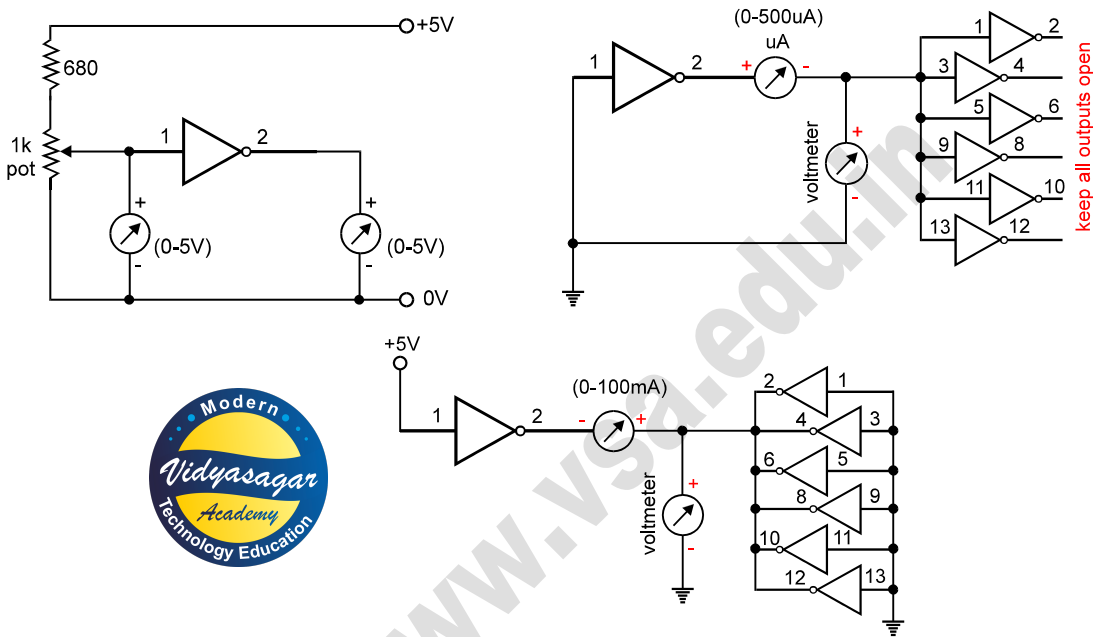 +5V
680
1k
pot
1
2
+
(0-5V)
-
+
(0-5V)
-
0V
(0-500uA)
uA
1
2
+
-
voltmeter
+
-
1
2
3
4
5
6
9
8
11
10
13
12
keep all outputs open
+5V
1
2
(0-100mA)
-
+
voltmeter
+
-
2
1
4
3
6
5
8
9
10
11
12
13
Modern
Vidyasagar
Academy
Technology Education
www.vsa.edu.in